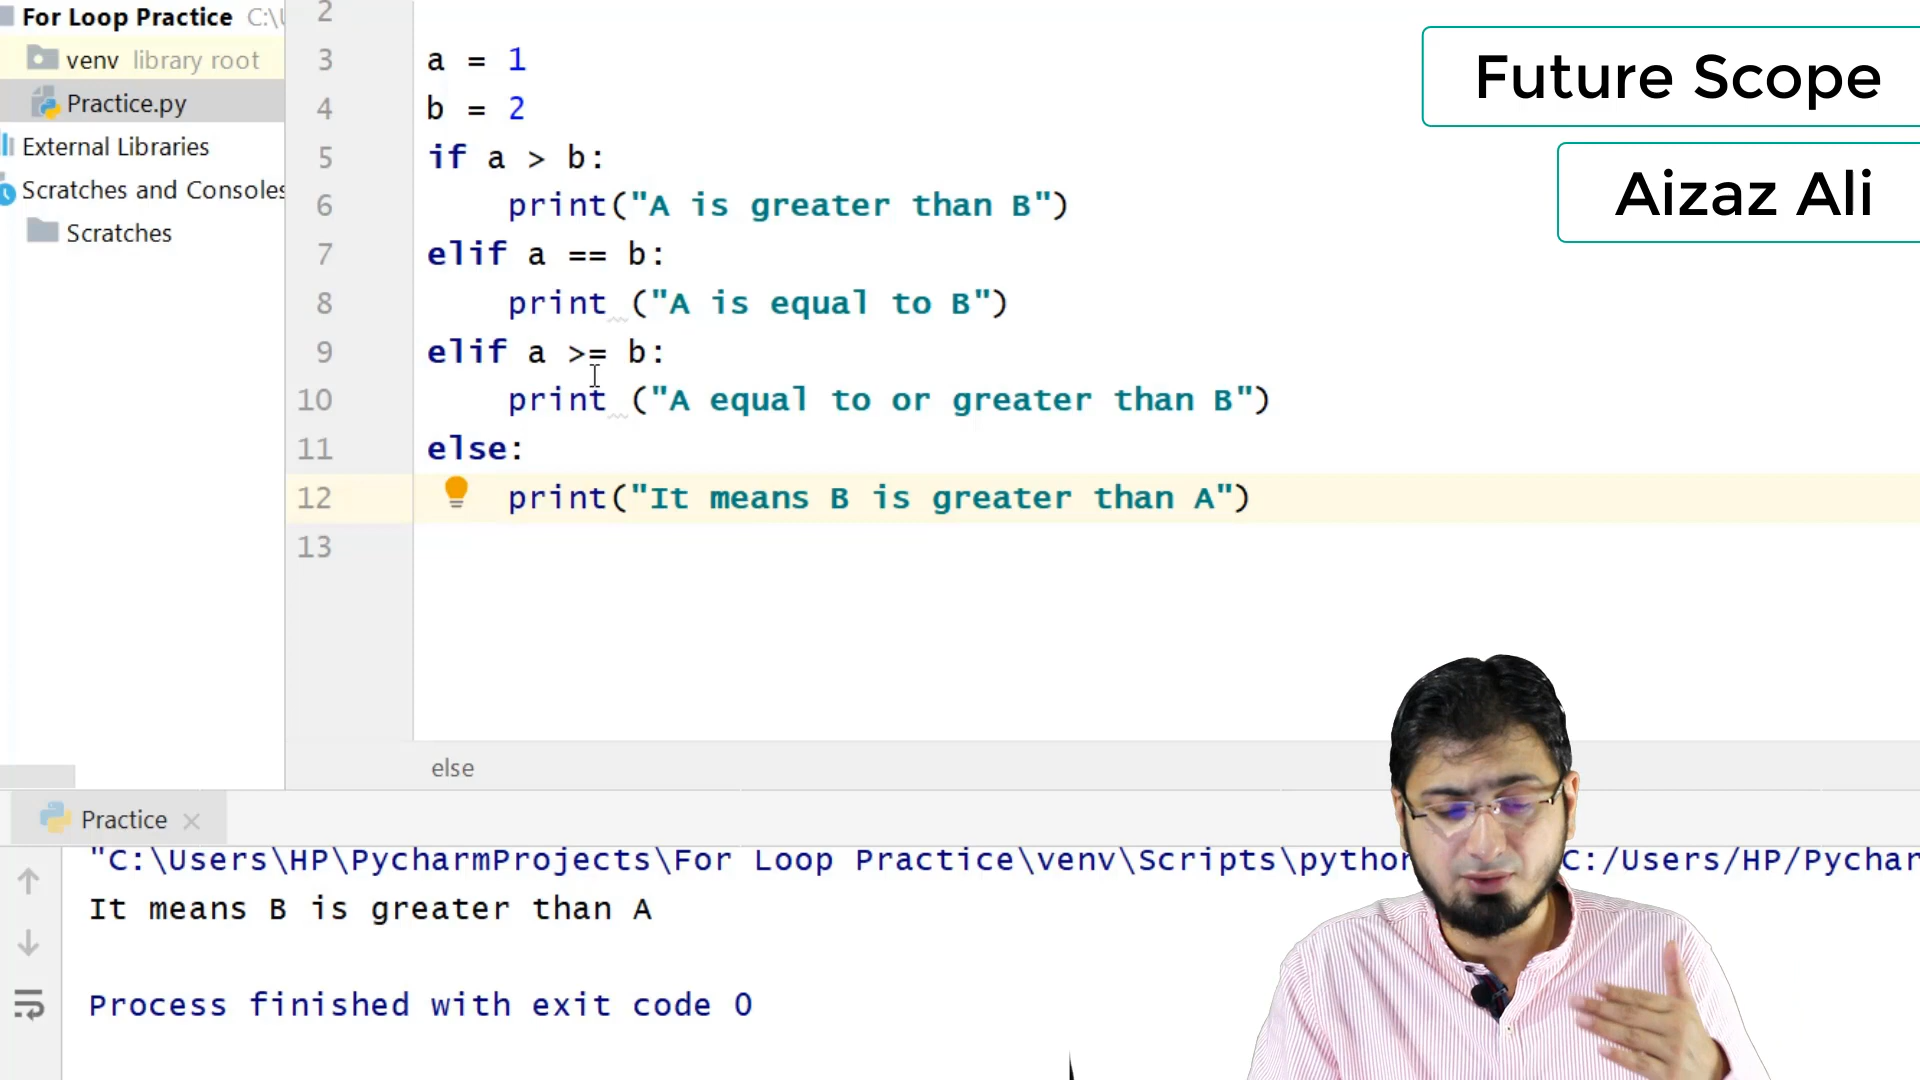 For Loop Practice C:\
venv library root
Practice.py
External Libraries
Scratches and Consoles
Scratches
2
3 a = 1
4 b = 2
5 if a > b:
6 print("A is greater than B")
7 elif a == b:
8 print ("A is equal to B")
9 elif a >= b:
10 print ("A equal to or greater than B")
11 else:
12 print("It means B is greater than A")
13
else
Future Scope
Aizaz Ali
Practice
"C:\Users\HP\PycharmProjects\For Loop Practice\venv\Scripts\python C:/Users/HP/Pychar
It means B is greater than A
Process finished with exit code 0